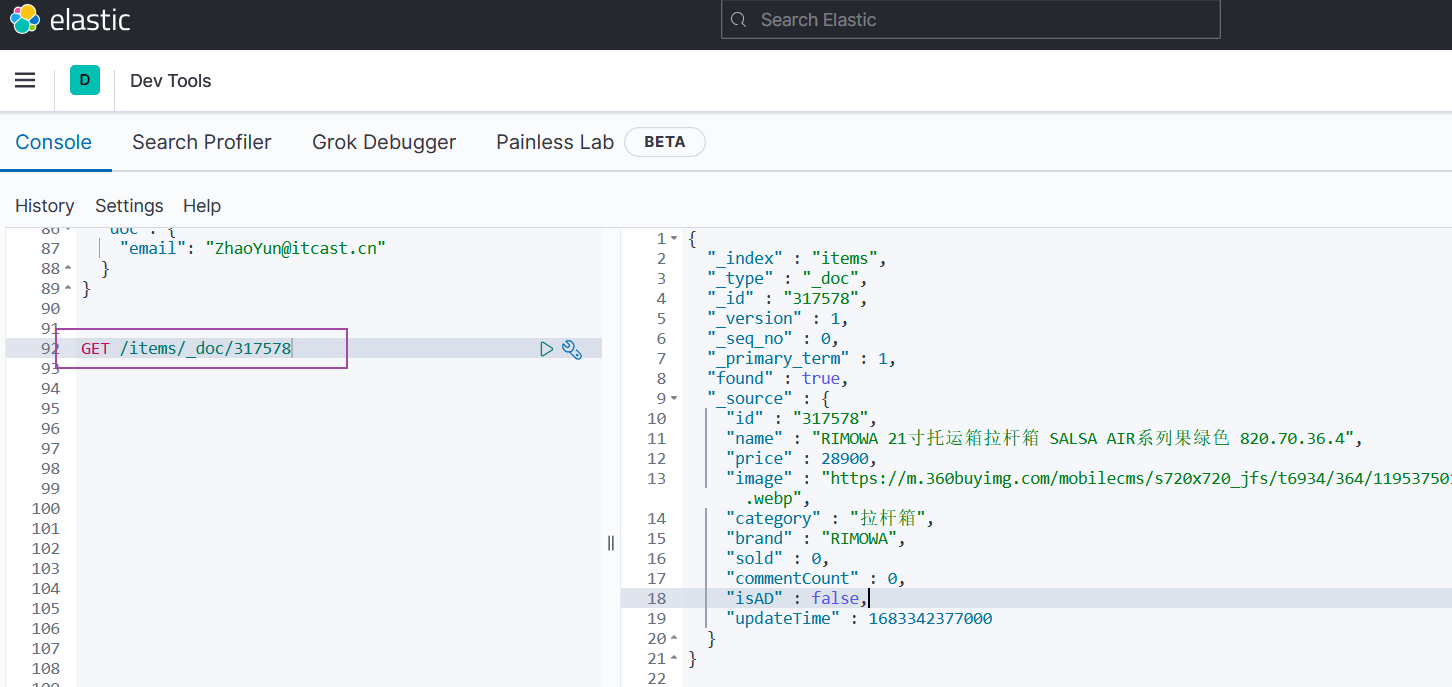 elastic
Search Elastic
D
Dev Tools
Console Search Profiler Grok Debugger Painless Lab BETA
History Settings Help
86 doc : {
87 "email": "ZhaoYun@itcast.cn"
88 }
89 }
90
91
92 GET /items/_doc/317578
93
94
95
96
97
98
99
100
101
102
103
104
105
106
107
108
1 {
2 "_index" : "items",
3 "_type" : "_doc",
4 "_id" : "317578",
5 "_version" : 1,
6 "_seq_no" : 0,
7 "_primary_term" : 1,
8 "found" : true,
9 "_source" : {
10 "id" : "317578",
11 "name" : "RIMOWA 21寸托运箱拉杆箱 SALSA AIR系列果绿色 820.70.36.4",
12 "price" : 28900,
13 "image" : "https://m.360buyimg.com/mobilecms/s720x720_jfs/t6934/364/1195375010
.webp",
14 "category" : "拉杆箱",
15 "brand" : "RIMOWA",
16 "sold" : 0,
17 "commentCount" : 0,
18 "isAD" : false,
19 "updateTime" : 1683342377000
20 }
21 }
22